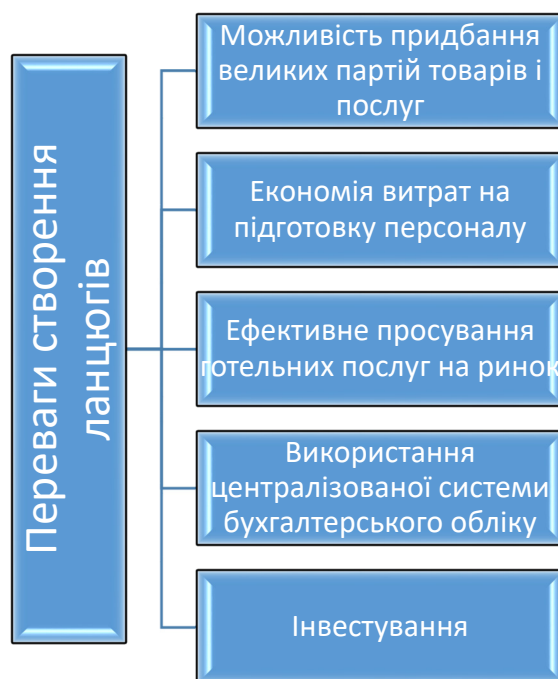 Переваги створення
ланцюгів
Можливість придбання
великих партій товарів і
послуг
Економія витрат на
підготовку персоналу
Ефективне просування
готельних послуг на ринок
Використання
централізованої системи
бухгалтерського обліку
Інвестування